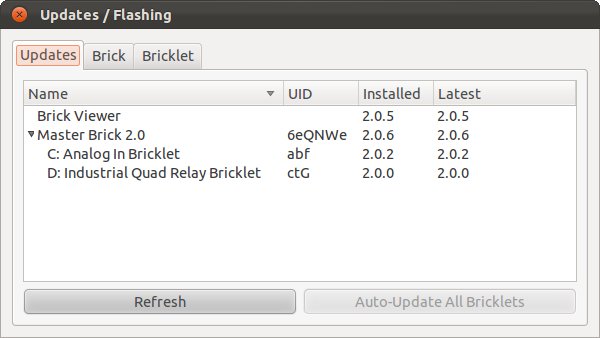 Updates / Flashing
Updates Brick Bricklet
Name UID Installed Latest
Brick Viewer 2.0.5 2.0.5
Master Brick 2.0 6eQNWe 2.0.6 2.0.6
C: Analog In Bricklet abf 2.0.2 2.0.2
D: Industrial Quad Relay Bricklet ctG 2.0.0 2.0.0
Refresh Auto-Update All Bricklets